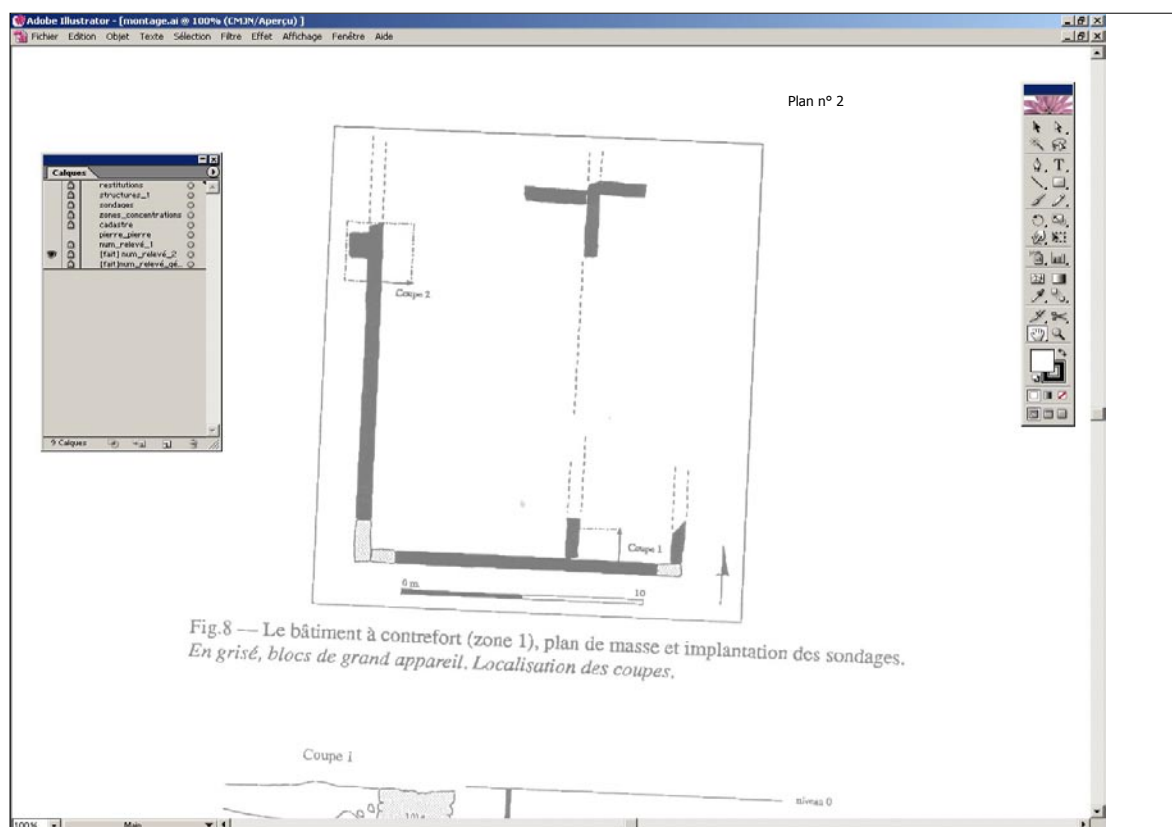 Adobe Illustrator - [montage.ai @ 100% (CMJN/Aperçu) ]
Fichier Edition Objet Texte Sélection Filtre Effet Affichage Fenêtre Aide
Plan n° 2
Calques
restitutions
structures_1
sondages
zones_concentrations
cadastre
pierre_pierre
num_relevé_1
[fait] num_relevé_2
[fait]num_relevé_gé...
9 Calques
Coupe 2
Coupe 1
0 m
10
Fig.8 — Le bâtiment à contrefort (zone 1), plan de masse et implantation des sondages.
En grisé, blocs de grand appareil. Localisation des coupes.
Coupe 1
niveau 0
100%
Main